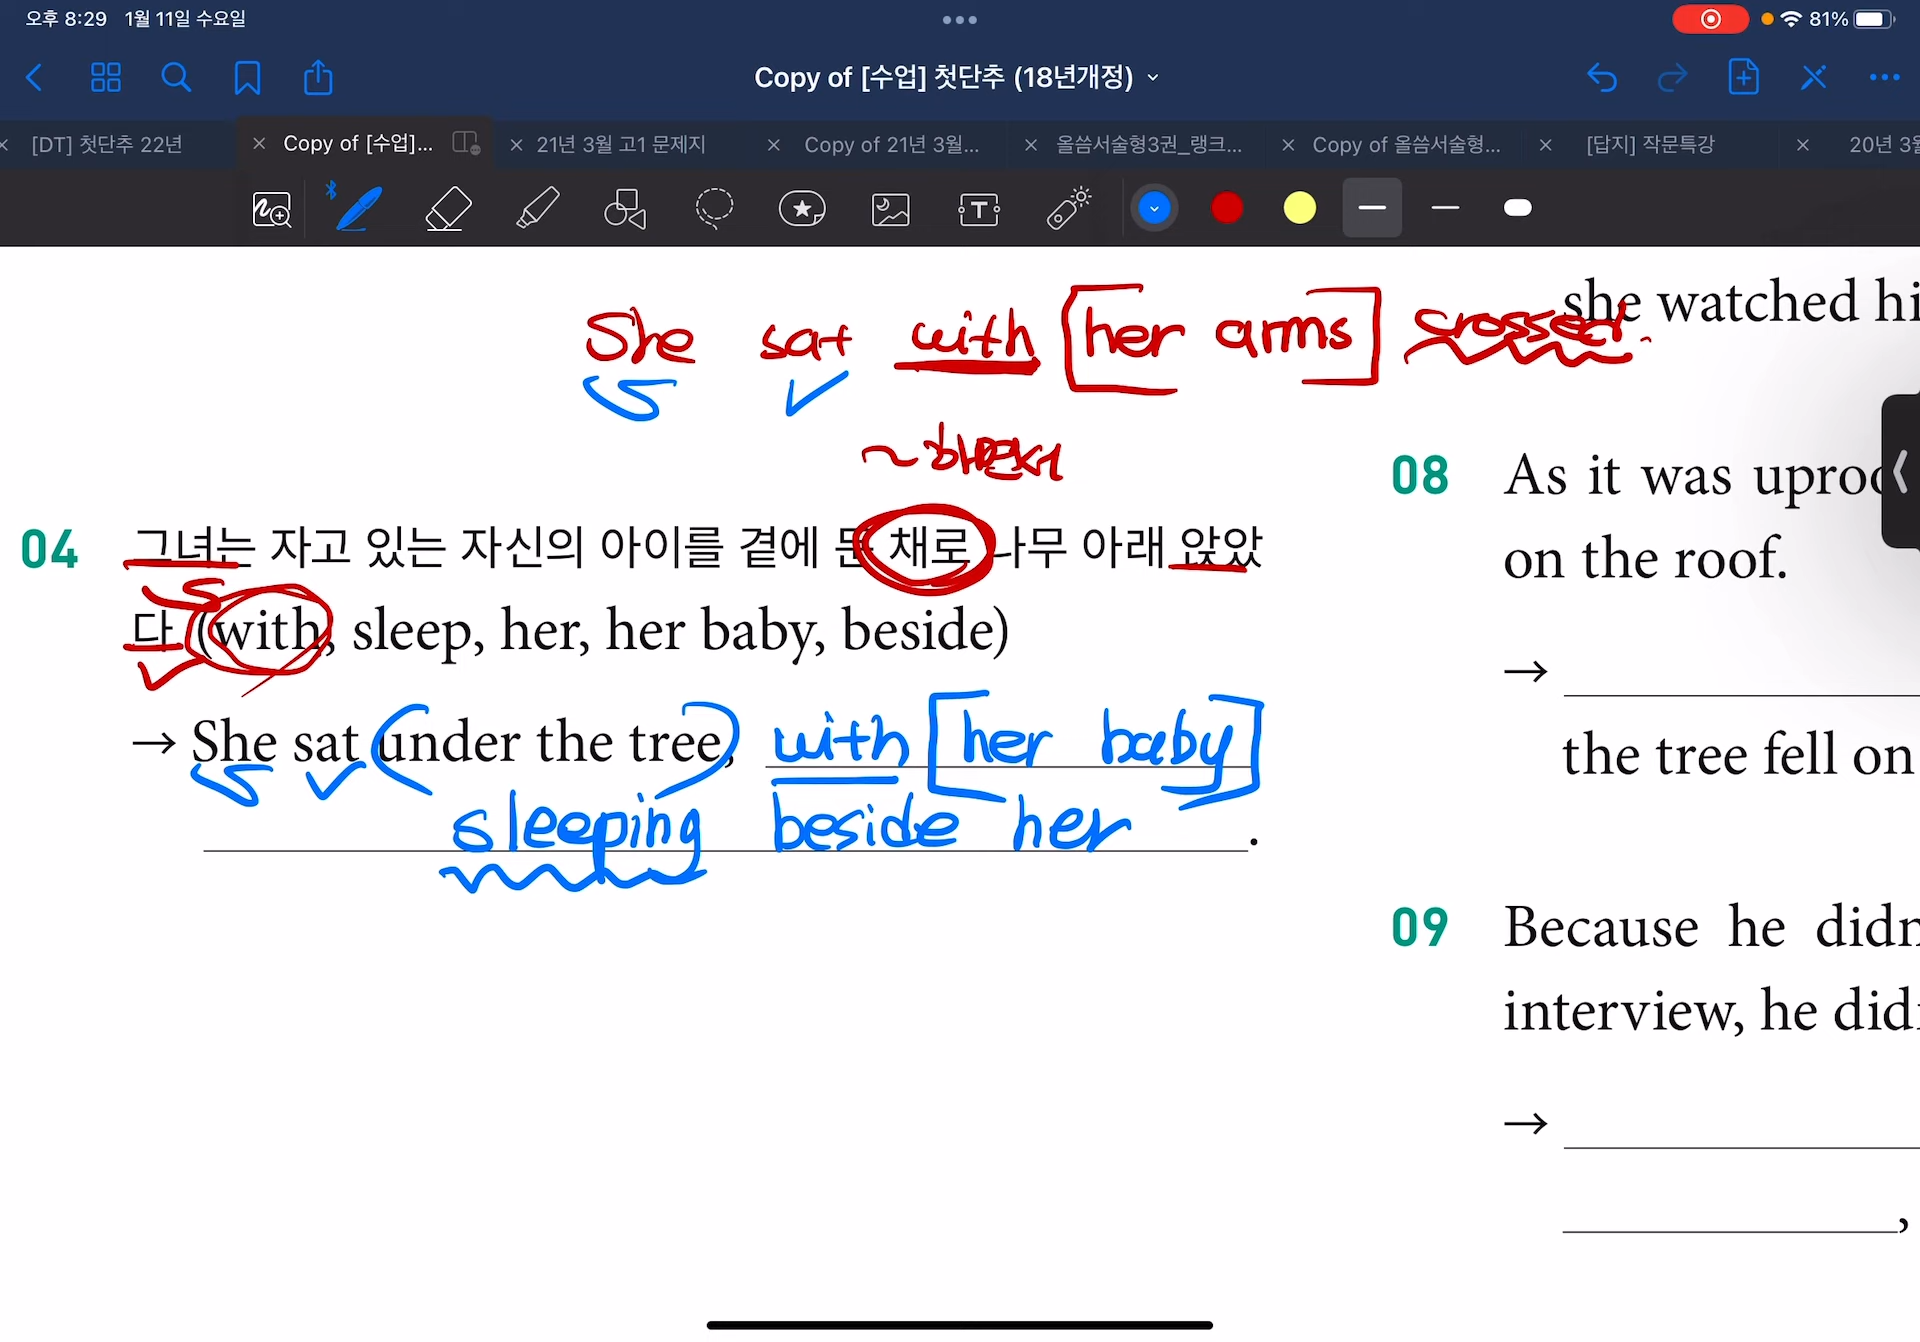 오후 8:29 1월 11일 수요일
81%
Copy of [수업] 첫단추 (18년개정)
[DT] 첫단추 22년
Copy of [수업]...
21년 3월 고1 문제지
Copy of 21년 3월...
올씀서술형3권_랭크...
Copy of 올씀서술형...
[답지] 작문특강
20년 3월
She sat with [her arms] crossed.
~하면서
04 그녀는 자고 있는 자신의 아이를 곁에 둔 채로 나무 아래 앉았
다 (with, sleep, her, her baby, beside)
S
→ She sat (under the tree), with [her baby]
sleeping beside her.
she watched hi
08 As it was uproo
on the roof.
→
the tree fell on
09 Because he didn
interview, he did
→
,